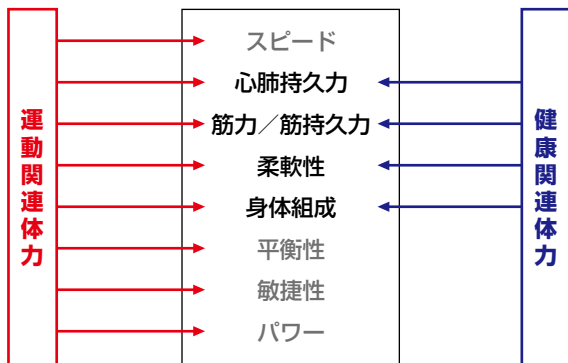 運動関連体力
スピード
心肺持久力
筋力／筋持久力
柔軟性
身体組成
平衡性
敏捷性
パワー
健康関連体力